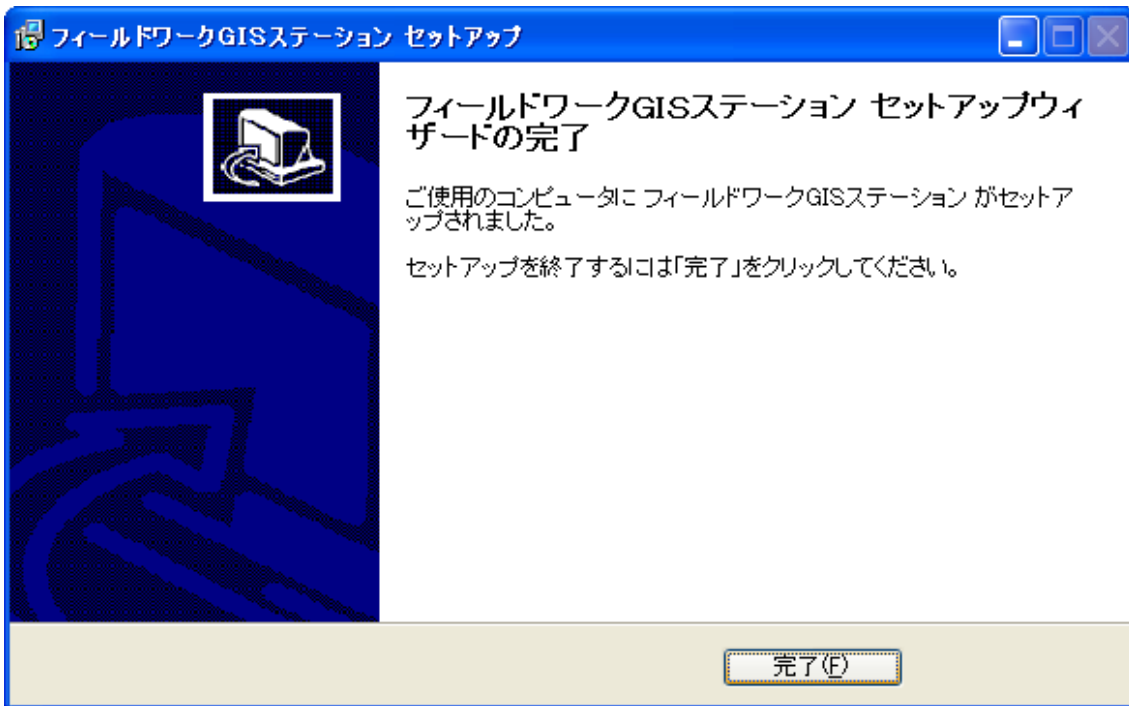 フィールドワークGISステーション セットアップ
フィールドワークGISステーション セットアップウィ
ザードの完了
ご使用のコンピュータに フィールドワークGISステーション がセットア
ップされました。
セットアップを終了するには「完了」をクリックしてください。
完了(F)